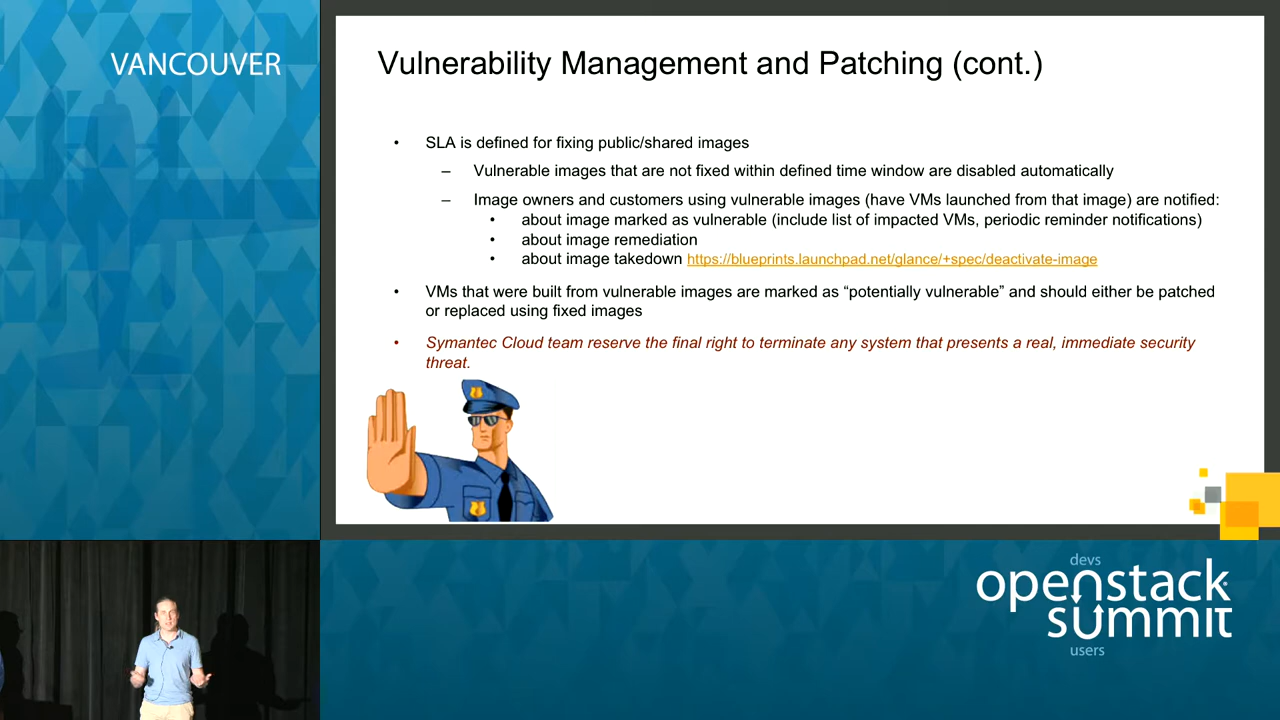 VANCOUVER
Vulnerability Management and Patching (cont.)
• SLA is defined for fixing public/shared images
– Vulnerable images that are not fixed within defined time window are disabled automatically
– Image owners and customers using vulnerable images (have VMs launched from that image) are notified:
• about image marked as vulnerable (include list of impacted VMs, periodic reminder notifications)
• about image remediation
• about image takedown https://blueprints.launchpad.net/glance/+spec/deactivate-image
• VMs that were built from vulnerable images are marked as “potentially vulnerable” and should either be patched
or replaced using fixed images
• Symantec Cloud team reserve the final right to terminate any system that presents a real, immediate security
threat.
devs
openstack
summit
users